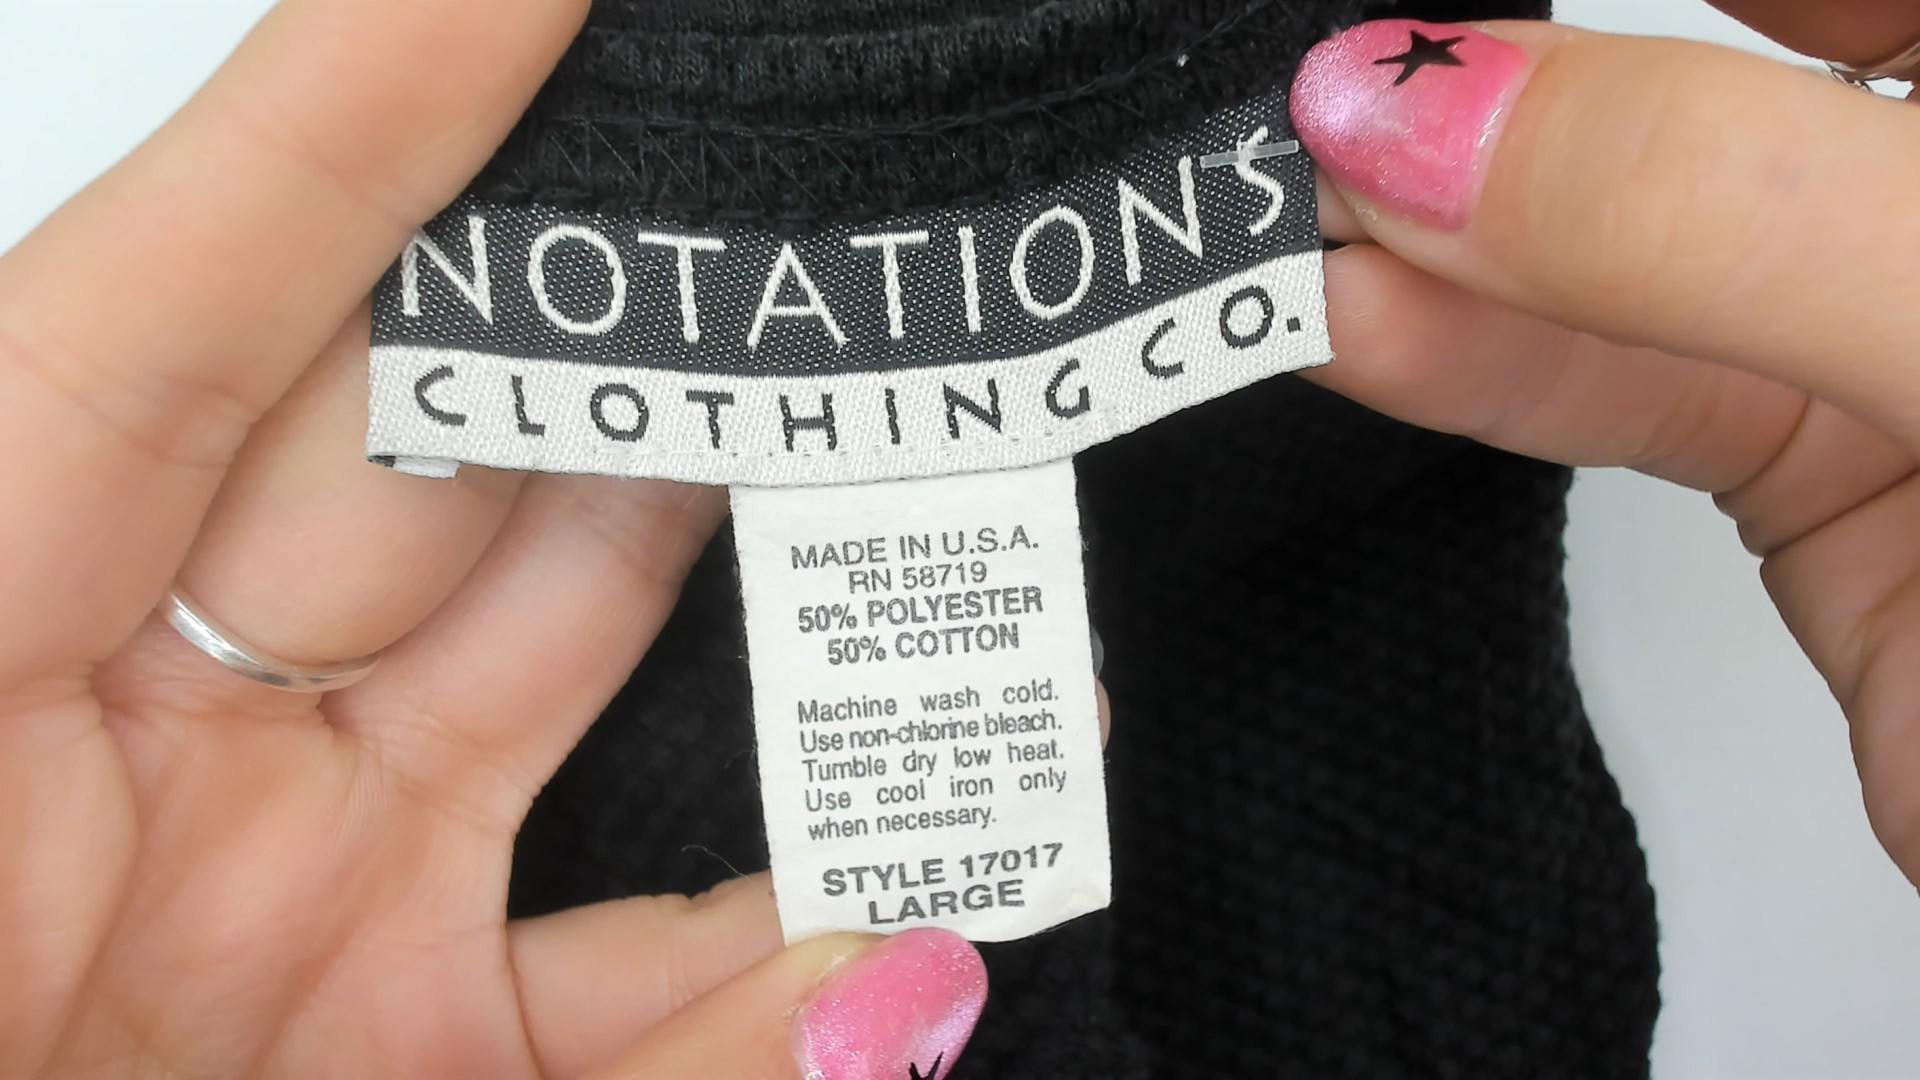 NOTATIONS
CLOTHING CO.
MADE IN U.S.A.
RN 58719
50% POLYESTER
50% COTTON
Machine wash cold.
Use non-chlorine bleach.
Tumble dry low heat.
Use cool iron only
when necessary.
STYLE 17017
LARGE